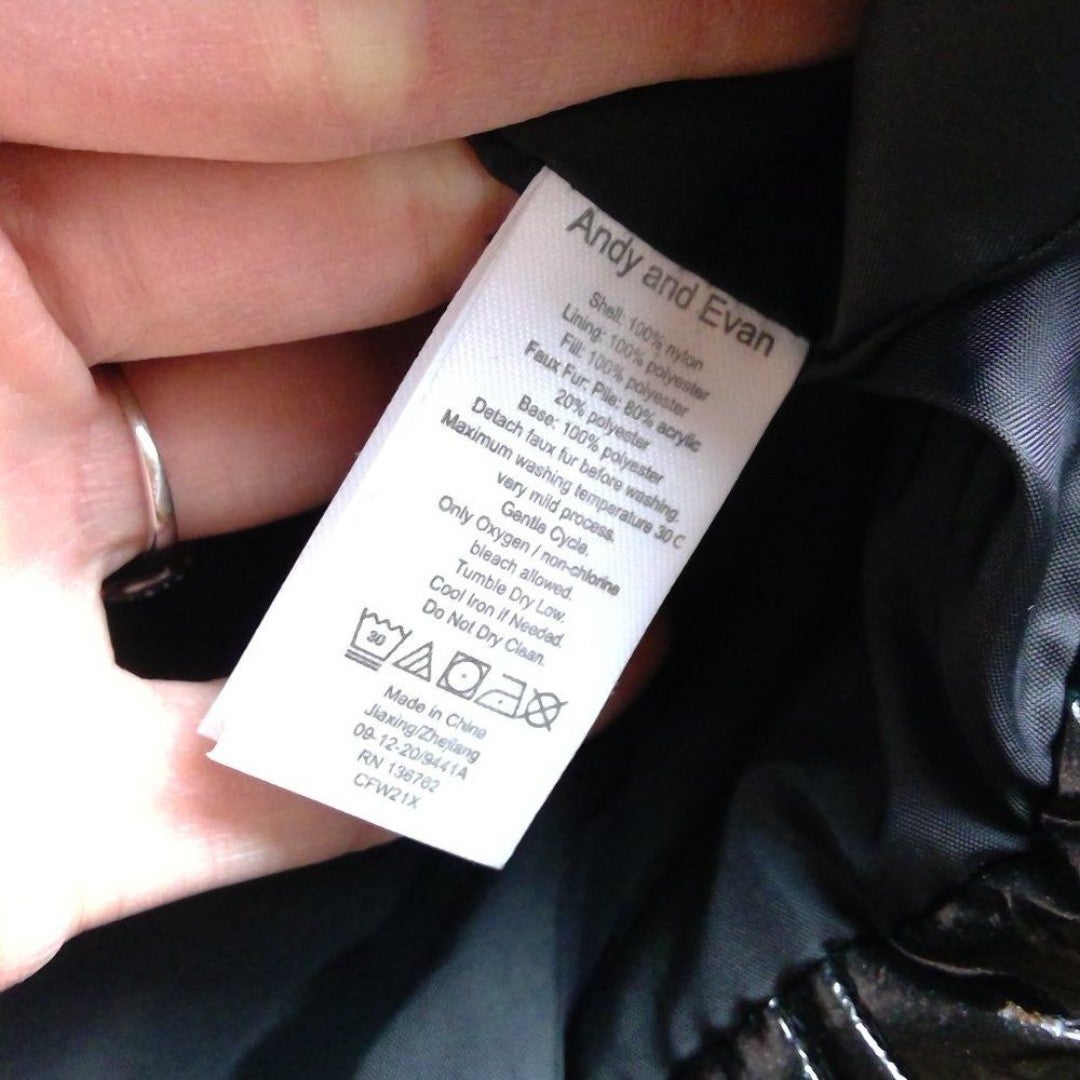 Andy and Evan
Shell: 100% nylon
Lining: 100% polyester
Fill: 100% polyester
Faux Fur: Pile: 80% acrylic
20% polyester
Base: 100% polyester
Detach faux fur before washing.
Maximum washing temperature 30 C
very mild process.
Gentle Cycle.
Only Oxygen / non-chlorine
bleach allowed.
Tumble Dry Low.
Cool Iron if Needed.
Do Not Dry Clean.
30
Made in China
Jiaxing/Zhejiang
09-12-20/9441A
RN 136762
CFW21X